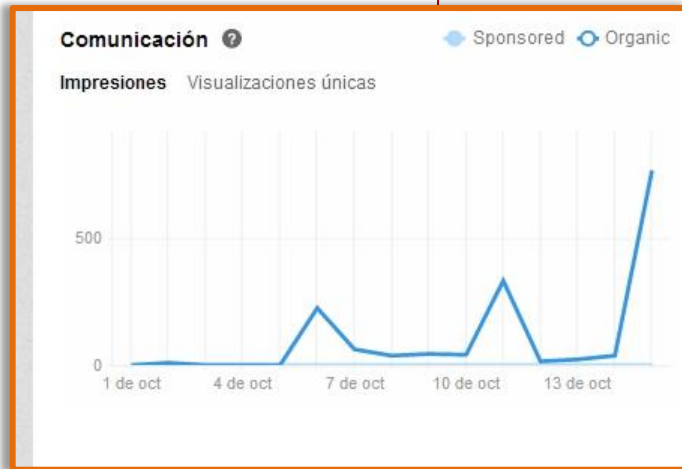 Comunicación ? Sponsored Organic
Impresiones Visualizaciones únicas
500
0
1 de oct 4 de oct 7 de oct 10 de oct 13 de oct